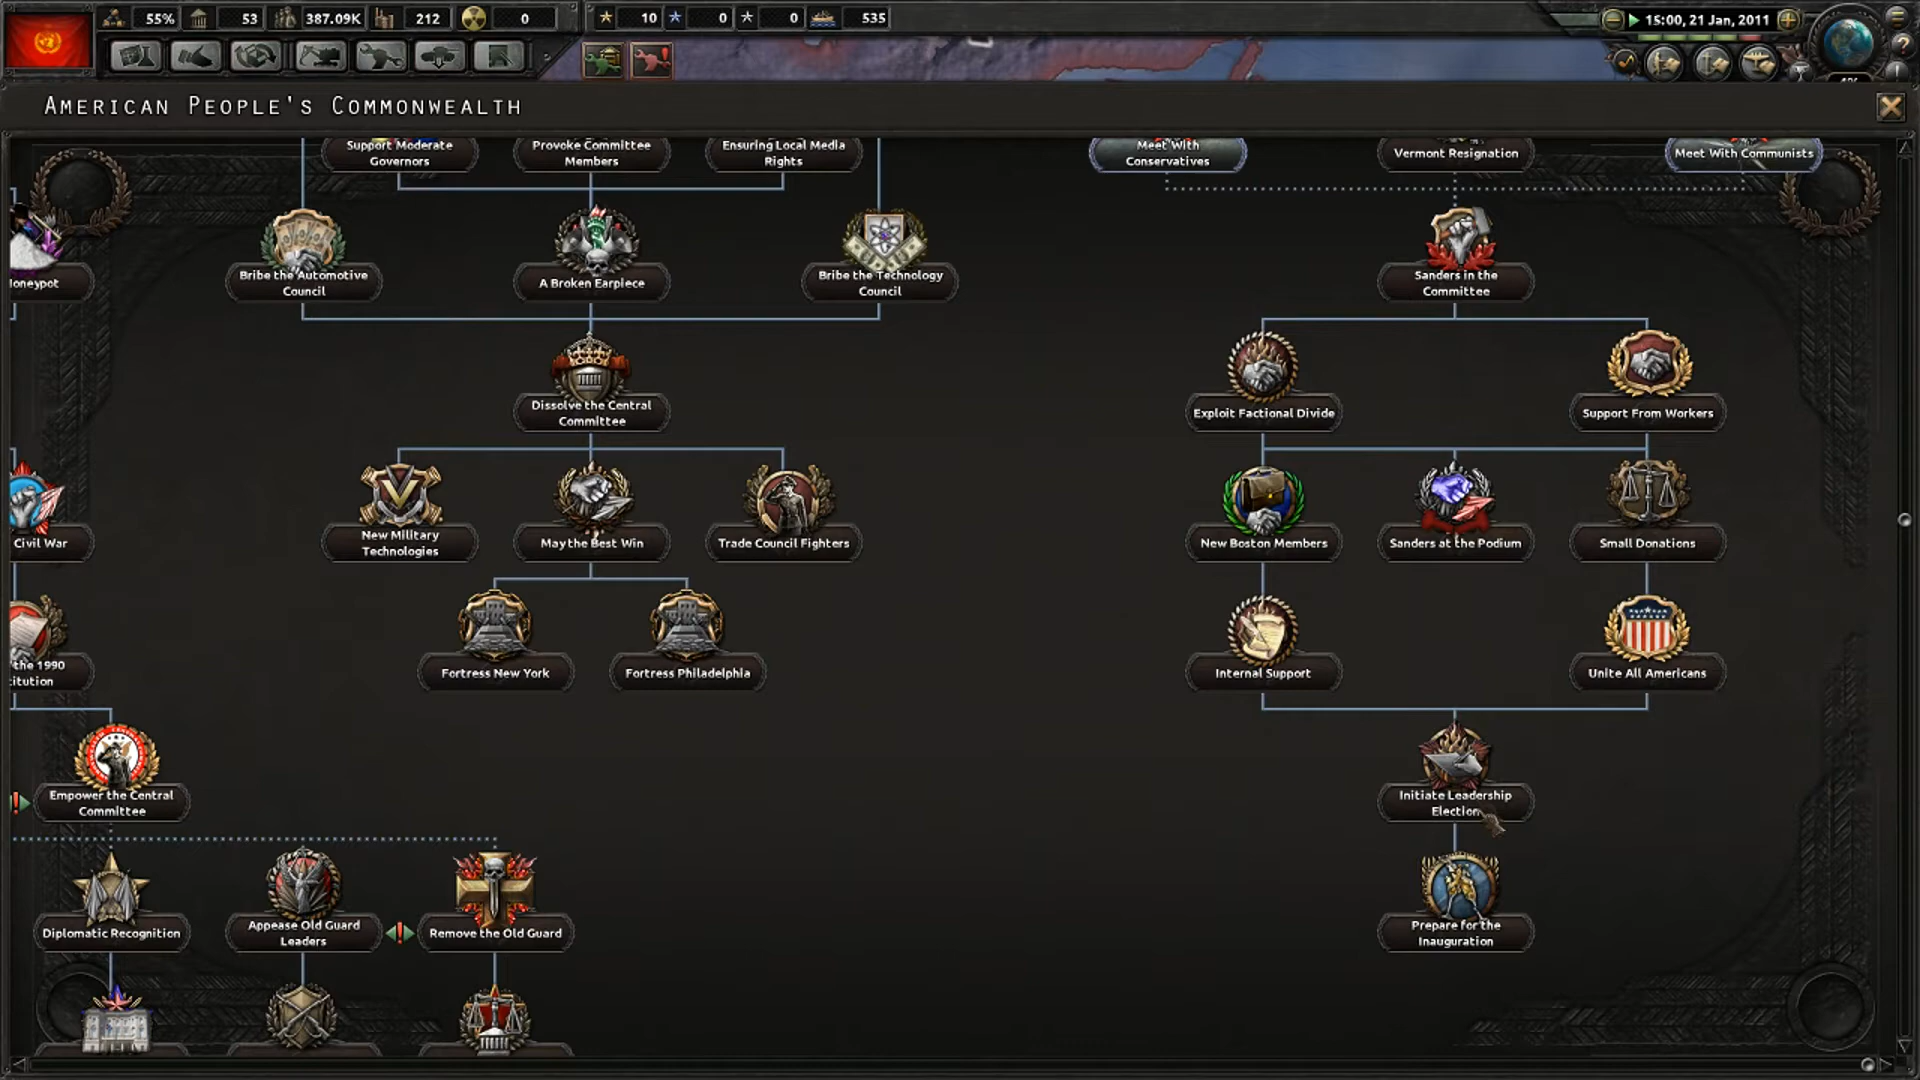 55% 53 387.09K 212 0 10 0 0 535 15:00, 21 Jan, 2011
AMERICAN PEOPLE'S COMMONWEALTH
Support Moderate
Governors
Provoke Committee
Members
Ensuring Local Media
Rights
Meet With
Conservatives
Vermont Resignation
Meet With Communists
Bribe the Automotive
Council
A Broken Earpiece
Bribe the Technology
Council
Sanders in the
Committee
Dissolve the Central
Committee
Exploit Factional Divide
Support From Workers
Civil War
New Military
Technologies
May the Best Win
Trade Council Fighters
New Boston Members
Sanders at the Podium
Small Donations
the 1990
Fortress New York
Fortress Philadelphia
Internal Support
Unite All Americans
Empower the Central
Committee
Initiate Leadership
Election
Diplomatic Recognition
Appease Old Guard
Leaders
Remove the Old Guard
Prepare for the
Inauguration